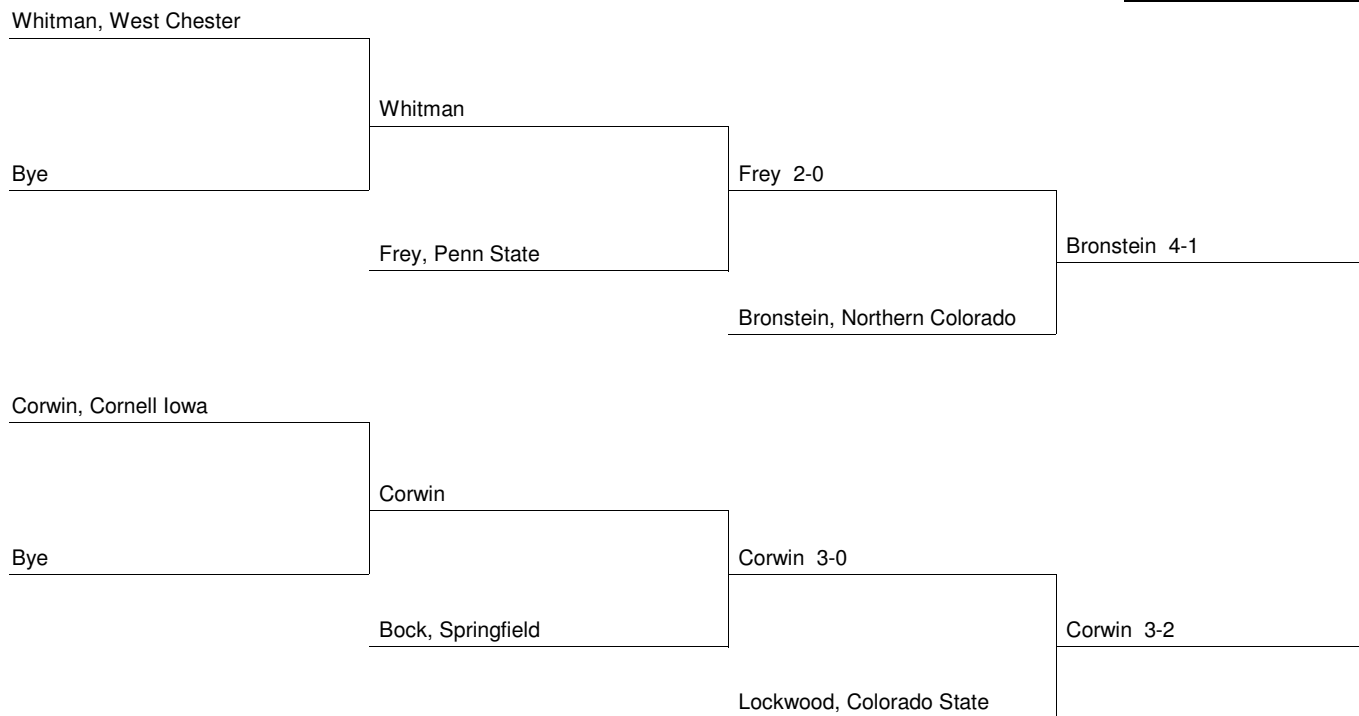 Whitman, West Chester
Whitman
Bye
Frey 2-0
Frey, Penn State
Bronstein 4-1
Bronstein, Northern Colorado
Corwin, Cornell Iowa
Corwin
Bye
Corwin 3-0
Bock, Springfield
Corwin 3-2
Lockwood, Colorado State